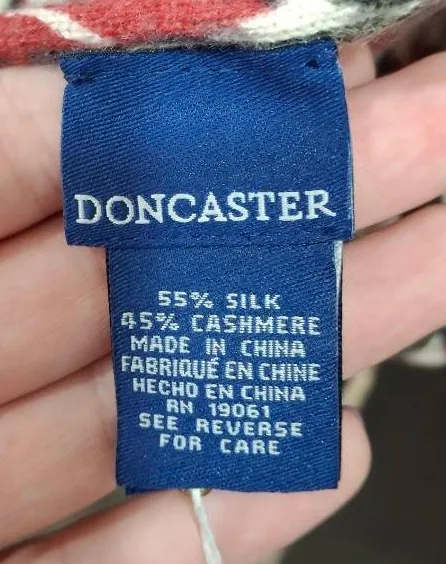 DONCASTER
55% SILK
45% CASHMERE
MADE IN CHINA
FABRIQUÉ EN CHINE
HECHO EN CHINA
RN 19061
SEE REVERSE
FOR CARE